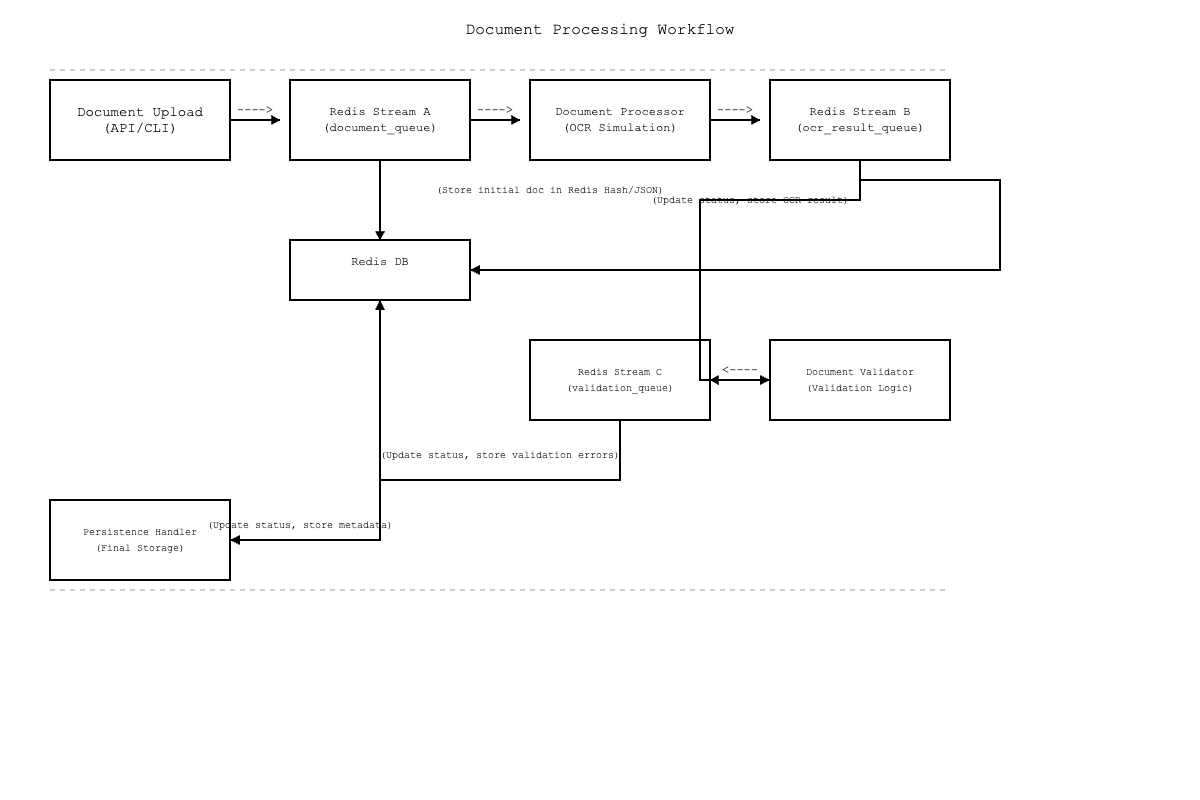 Document Processing Workflow
Document Upload
(API/CLI)
---->
Redis Stream A
(document_queue)
---->
Document Processor
(OCR Simulation)
---->
Redis Stream B
(ocr_result_queue)
(Store initial doc in Redis Hash/JSON)
(Update status, store OCR result)
Redis DB
Redis Stream C
(validation_queue)
<----
Document Validator
(Validation Logic)
(Update status, store validation errors)
Persistence Handler
(Final Storage)
(Update status, store metadata)